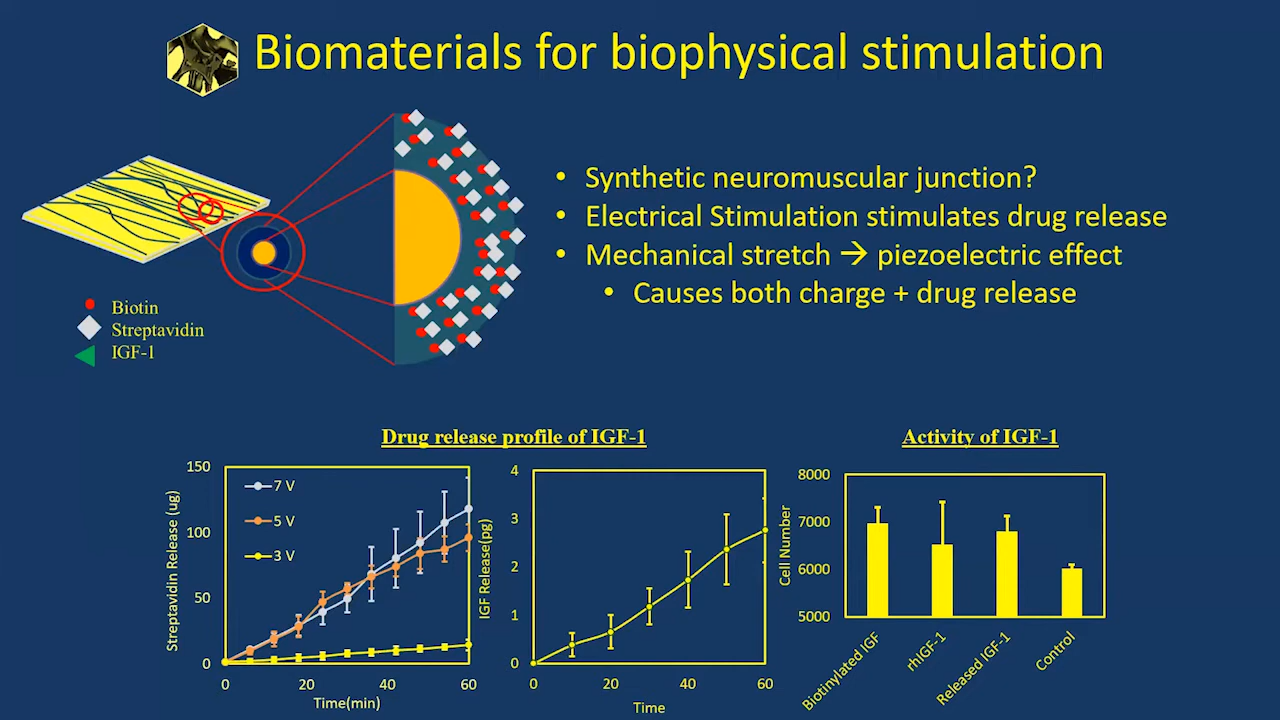 Biomaterials for biophysical stimulation
• Synthetic neuromuscular junction?
• Electrical Stimulation stimulates drug release
• Mechanical stretch → piezoelectric effect
• Causes both charge + drug release
Biotin
Streptavidin
IGF-1
Drug release profile of IGF-1
Streptavidin Release (ug)
150
100
50
0
7 V
5 V
3 V
0
20
40
60
Time(min)
IGF Release(pg)
4
3
2
1
0
0
20
40
60
Time
Activity of IGF-1
Cell Number
8000
7000
6000
5000
Biotinylated IGF
rhIGF-1
Released IGF-1
Control